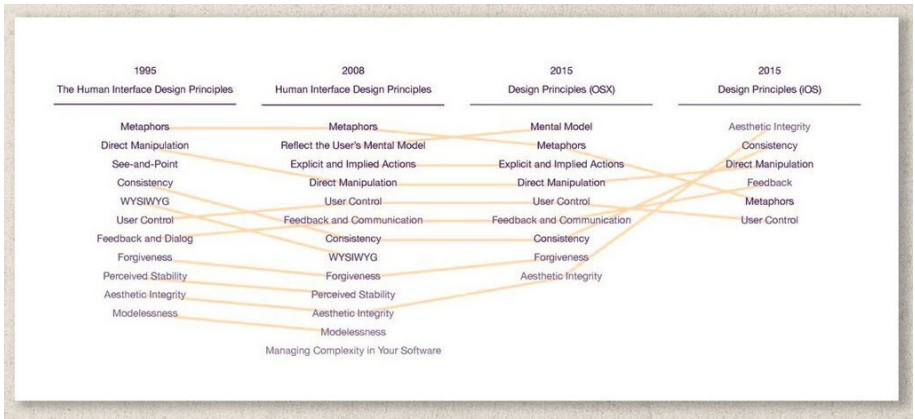 1995
The Human Interface Design Principles
Metaphors
Direct Manipulation
See-and-Point
Consistency
WYSIWYG
User Control
Feedback and Dialog
Forgiveness
Perceived Stability
Aesthetic Integrity
Modelessness
2008
Human Interface Design Principles
Metaphors
Reflect the User's Mental Model
Explicit and Implied Actions
Direct Manipulation
User Control
Feedback and Communication
Consistency
WYSIWYG
Forgiveness
Perceived Stability
Aesthetic Integrity
Modelessness
Managing Complexity in Your Software
2015
Design Principles (OSX)
Mental Model
Metaphors
Explicit and Implied Actions
Direct Manipulation
User Control
Feedback and Communication
Consistency
Forgiveness
Aesthetic Integrity
2015
Design Principles (iOS)
Aesthetic Integrity
Consistency
Direct Manipulation
Feedback
Metaphors
User Control